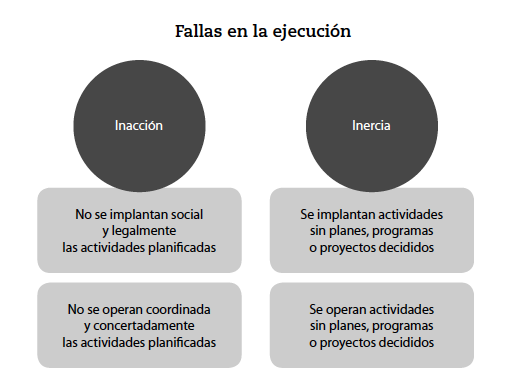 Fallas en la ejecución
Inacción
Inercia
No se implantan social
y legalmente
las actividades planificadas
Se implantan actividades
sin planes, programas
o proyectos decididos
No se operan coordinada
y concertadamente
las actividades planificadas
Se operan actividades
sin planes, programas
o proyectos decididos